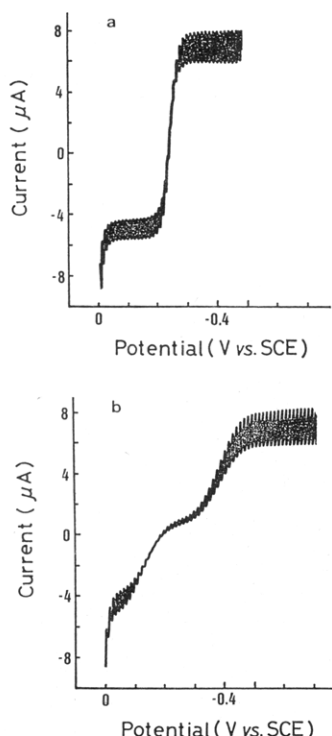 a
8
4
0
-4
-8
Current ( μA)
0
-0.4
Potential ( V vs. SCE )
b
8
4
0
-4
-8
Current ( μA)
0
-0.4
Potential ( V vs. SCE)